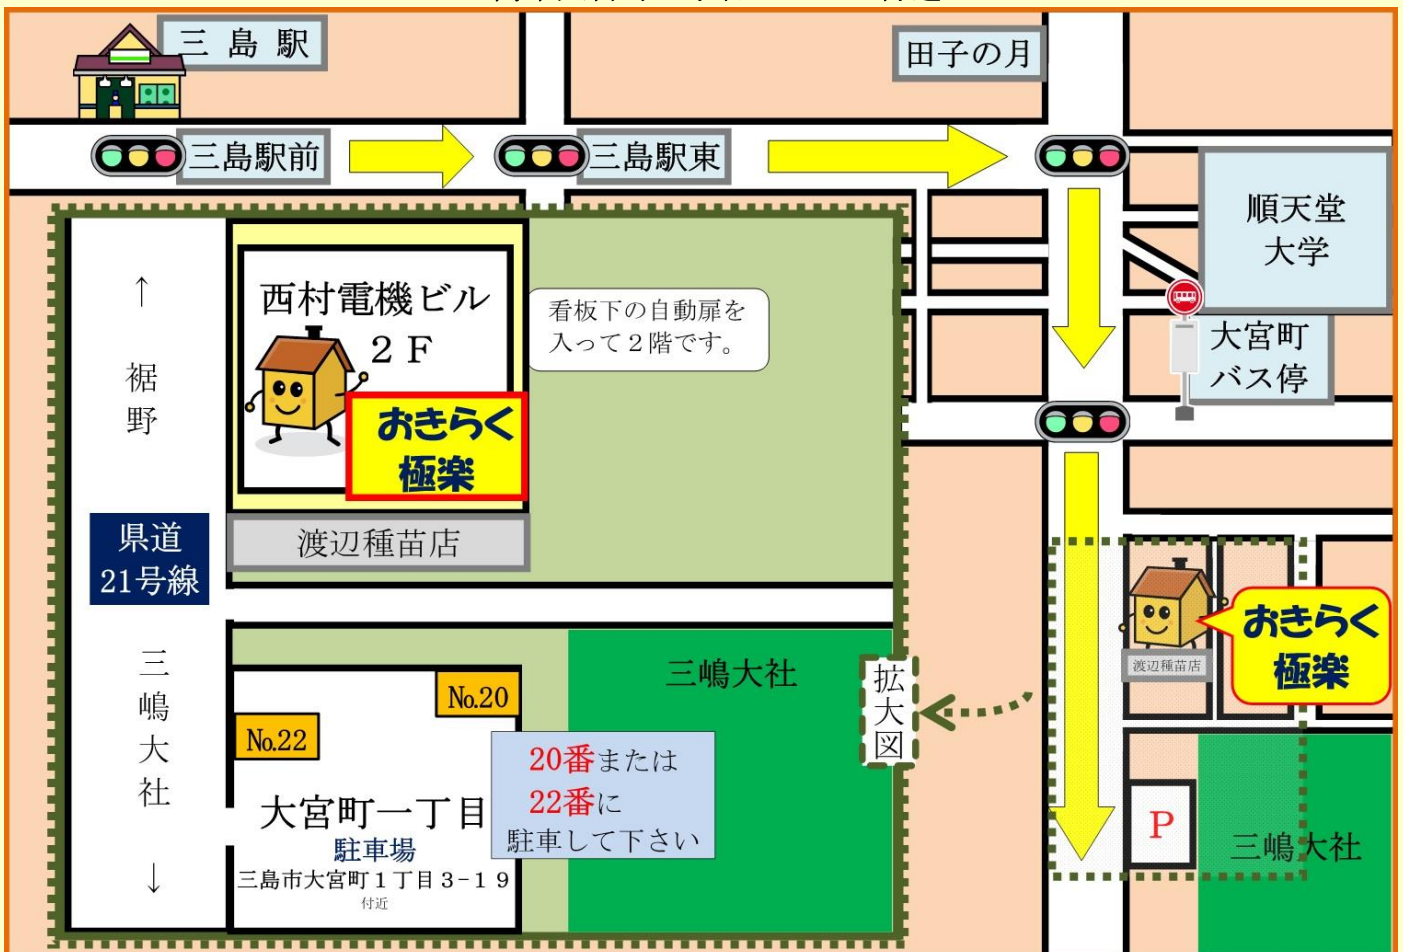 三島駅
田子の月
三島駅前
三島駅東
順天堂
大学
大宮町
バス停
↑
裾野
県道
21号線
三嶋大社
↓
西村電機ビル
２Ｆ
おきらく
極楽
看板下の自動扉を
入って２階です。
渡辺種苗店
№20
№22
大宮町一丁目
駐車場
三島市大宮町１丁目３−１９
付近
20番または
22番に
駐車して下さい
三嶋大社
拡大図
おきらく
極楽
渡辺種苗店
P
三嶋大社